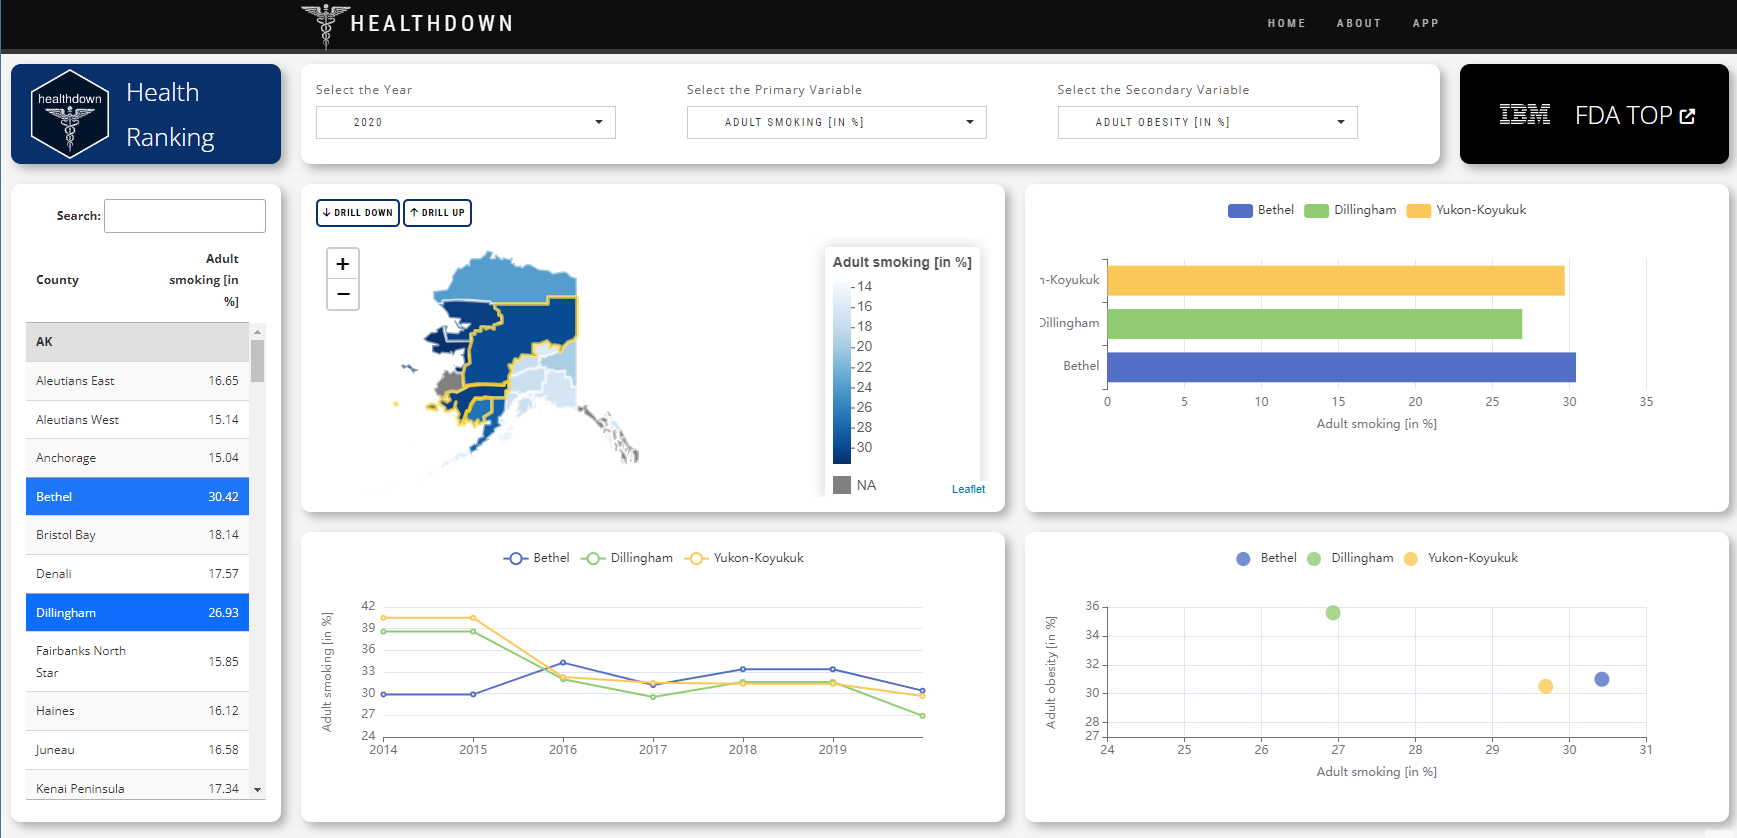 HEALTHDOWN
HOME ABOUT APP
healthdown
Health
Ranking
Select the Year
2020
Select the Primary Variable
ADULT SMOKING [IN %]
Select the Secondary Variable
ADULT OBESITY [IN %]
IBM FDA TOP
Search:
County
Adult
smoking [in
%]
AK
Aleutians East 16.65
Aleutians West 15.14
Anchorage 15.04
Bethel 30.42
Bristol Bay 18.14
Denali 17.57
Dillingham 26.93
Fairbanks North
Star
15.85
Haines 16.12
Juneau 16.58
Kenai Peninsula 17.34
DRILL DOWN DRILL UP
+
−
Adult smoking [in %]
14
16
18
20
22
24
26
28
30
NA
Leaflet
Bethel Dillingham Yukon-Koyukuk
n-Koyukuk
Dillingham
Bethel
0 5 10 15 20 25 30 35
Adult smoking [in %]
Bethel Dillingham Yukon-Koyukuk
Adult smoking [in %]
42
39
36
33
30
27
24
2014 2015 2016 2017 2018 2019
Bethel Dillingham Yukon-Koyukuk
Adult obesity [in %]
36
34
32
30
28
27
24 25 26 27 28 29 30 31
Adult smoking [in %]